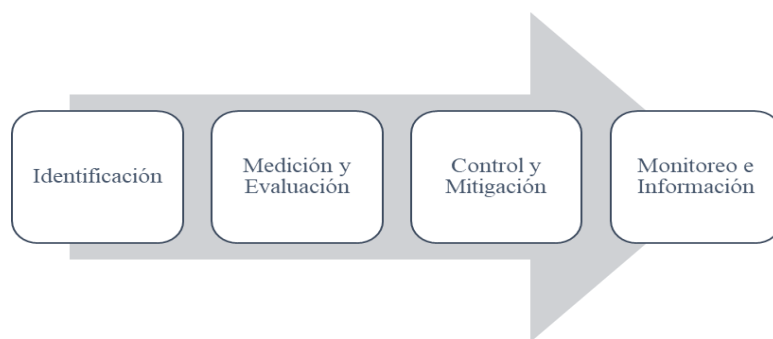 Identificación
Medición y
Evaluación
Control y
Mitigación
Monitoreo e
Información